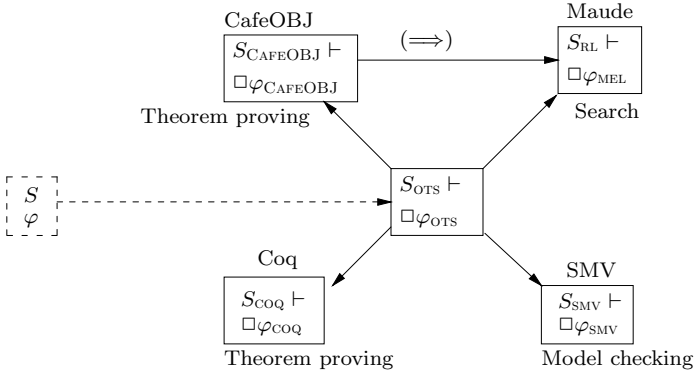 CafeOBJ
Maude
S_CAFEOBJ ⊢
(⟹)
S_RL ⊢
□φ_CAFEOBJ
□φ_MEL
Theorem proving
Search
S
φ
S_OTS ⊢
□φ_OTS
Coq
SMV
S_COQ ⊢
□φ_COQ
S_SMV ⊢
□φ_SMV
Theorem proving
Model checking